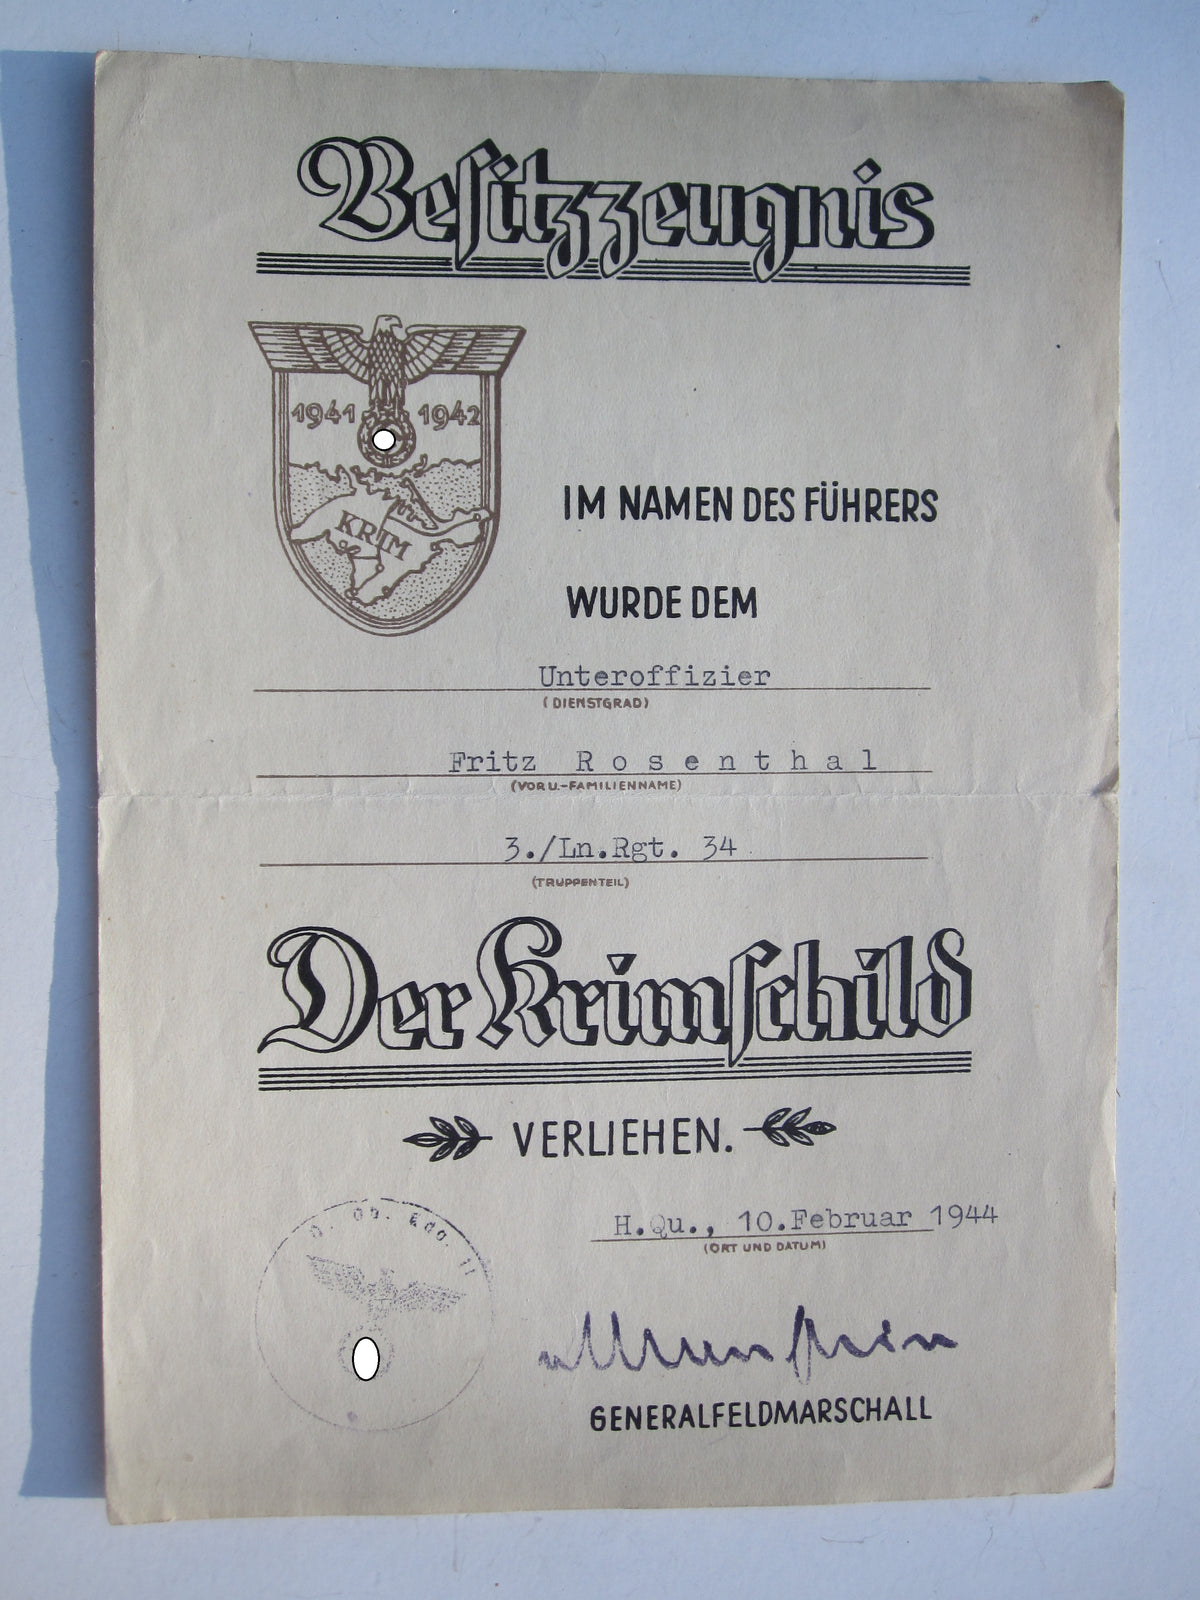 Besitzzeugnis
1941 1942
KRIM
IM NAMEN DES FÜHRERS
WURDE DEM
Unteroffizier
(DIENSTGRAD)
Fritz Rosenthal
(VOR U.-FAMILIENNAME)
3./Ln.Rgt. 34
(TRUPPENTEIL)
Der Krimschild
VERLIEHEN.
H.Qu., 10.Februar 1944
(ORT UND DATUM)
GENERALFELDMARSCHALL